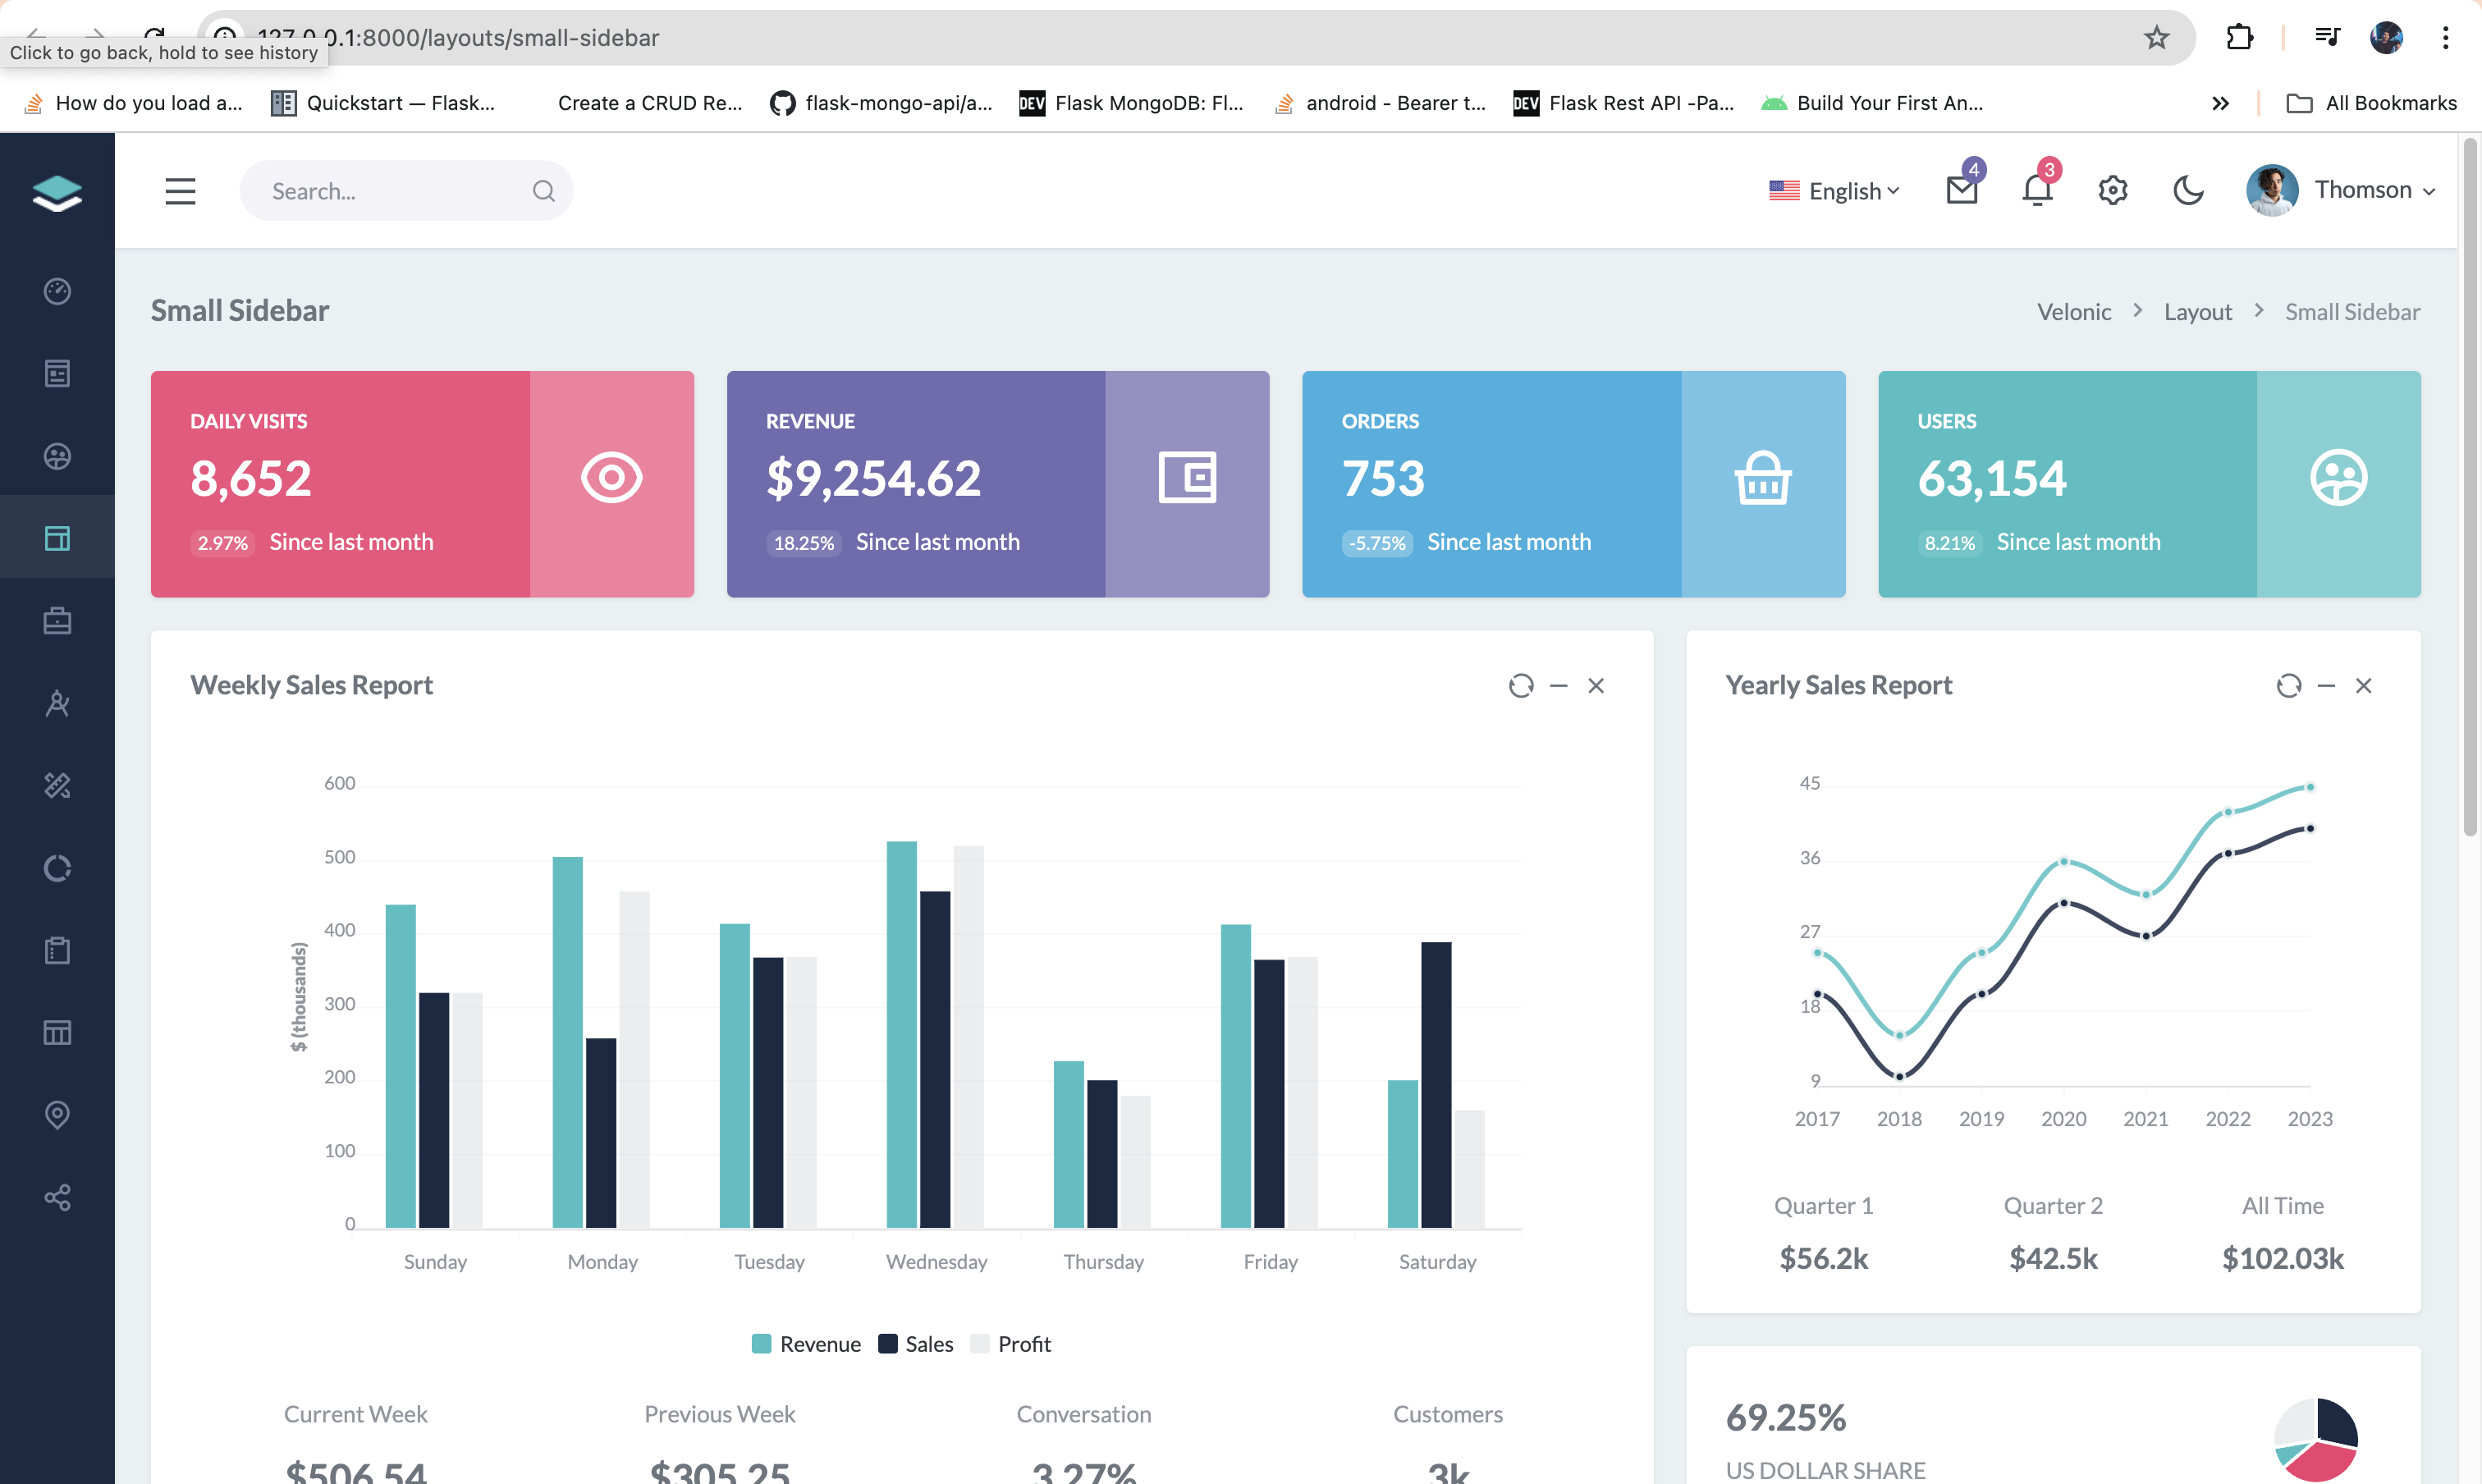 127.0.0.1:8000/layouts/small-sidebar
Click to go back, hold to see history
How do you load a...
Quickstart — Flask...
Create a CRUD Re...
flask-mongo-api/a...
DEV
Flask MongoDB: Fl...
android - Bearer t...
DEV
Flask Rest API -Pa...
Build Your First An...
All Bookmarks
Search...
English
4
3
Thomson
Small Sidebar
Velonic > Layout > Small Sidebar
DAILY VISITS
8,652
2.97% Since last month
REVENUE
$9,254.62
18.25% Since last month
ORDERS
753
-5.75% Since last month
USERS
63,154
8.21% Since last month
Weekly Sales Report
600
500
400
300
200
100
0
$ (thousands)
Sunday Monday Tuesday Wednesday Thursday Friday Saturday
Revenue Sales Profit
Current Week
$506.54
Previous Week
$305.25
Conversation
3.27%
Customers
3k
Yearly Sales Report
45
36
27
18
9
2017 2018 2019 2020 2021 2022 2023
Quarter 1
$56.2k
Quarter 2
$42.5k
All Time
$102.03k
69.25%
US DOLLAR SHARE